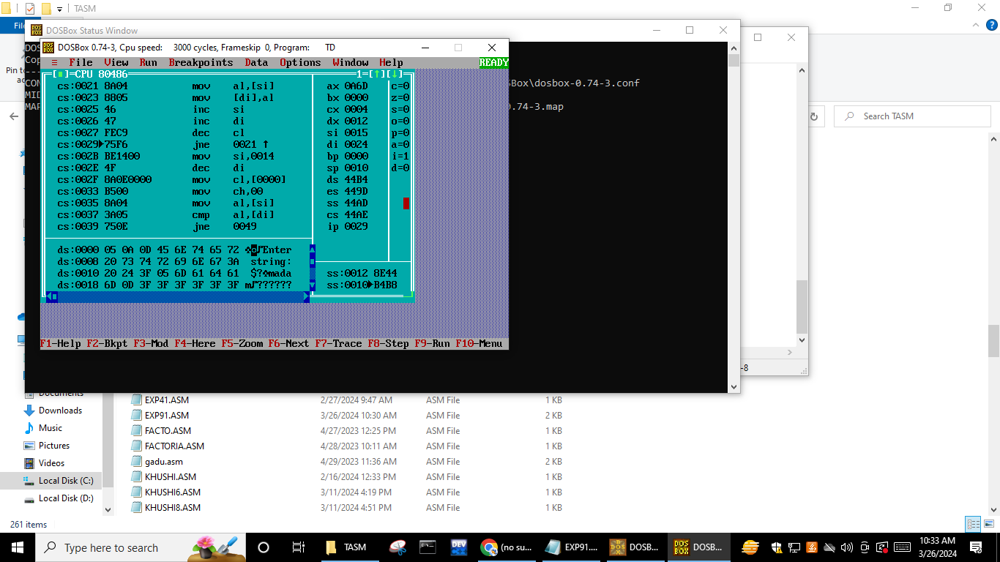 TASM
File
DOSBox Status Window
DOSBox 0.74-3, Cpu speed: 3000 cycles, Frameskip 0, Program: TD
≡ File View Run Breakpoints Data Options Window Help READY
[■]=CPU 80486 1=[↑][↓]
cs:0021 8A04 mov al,[si] ax 0A6D c=0
cs:0023 8805 mov [di],al bx 0000 z=0
cs:0025 46 inc si cx 0004 s=0
cs:0026 47 inc di dx 0012 o=0
cs:0027 FEC9 dec cl si 0015 p=0
cs:0029►75F6 jne 0021 ↑ di 0024 a=0
cs:002B BE1400 mov si,0014 bp 0000 i=1
cs:002E 4F dec di sp 0010 d=0
cs:002F 8A0E0000 mov cl,[0000] ds 44B4
cs:0033 B500 mov ch,00 es 449D
cs:0035 8A04 mov al,[si] ss 44AD
cs:0037 3A05 cmp al,[di] cs 44AE
cs:0039 750E jne 0049 ip 0029
ds:0000 05 0A 0D 45 6E 74 65 72 ♣◙♪Enter
ds:0008 20 73 74 72 69 6E 67 3A string:
ds:0010 20 24 3F 05 6D 61 64 61 $?♣mada ss:0012 8E44
ds:0018 6D 0D 3F 3F 3F 3F 3F 3F m♪?????? ss:0010►B4B8
F1-Help F2-Bkpt F3-Mod F4-Here F5-Zoom F6-Next F7-Trace F8-Step F9-Run F10-Menu
Box\dosbox-0.74-3.conf
.74-3.map
Pin to
Search TASM
-8
Documents
Downloads
Music
Pictures
Videos
Local Disk (C:)
Local Disk (D:)
EXP41.ASM 2/27/2024 9:47 AM ASM File 1 KB
EXP91.ASM 3/26/2024 10:30 AM ASM File 2 KB
FACTO.ASM 4/27/2023 12:25 PM ASM File 1 KB
FACTORIA.ASM 4/28/2023 10:11 AM ASM File 1 KB
gadu.asm 4/29/2023 11:36 AM ASM File 2 KB
KHUSHI.ASM 2/16/2024 12:33 PM ASM File 1 KB
KHUSHI6.ASM 3/11/2024 4:19 PM ASM File 1 KB
KHUSHI8.ASM 3/11/2024 4:51 PM ASM File 1 KB
261 items
Type here to search
TASM
DEV
(no su...
EXP91....
DOSB...
DOSB...
10:33 AM
3/26/2024